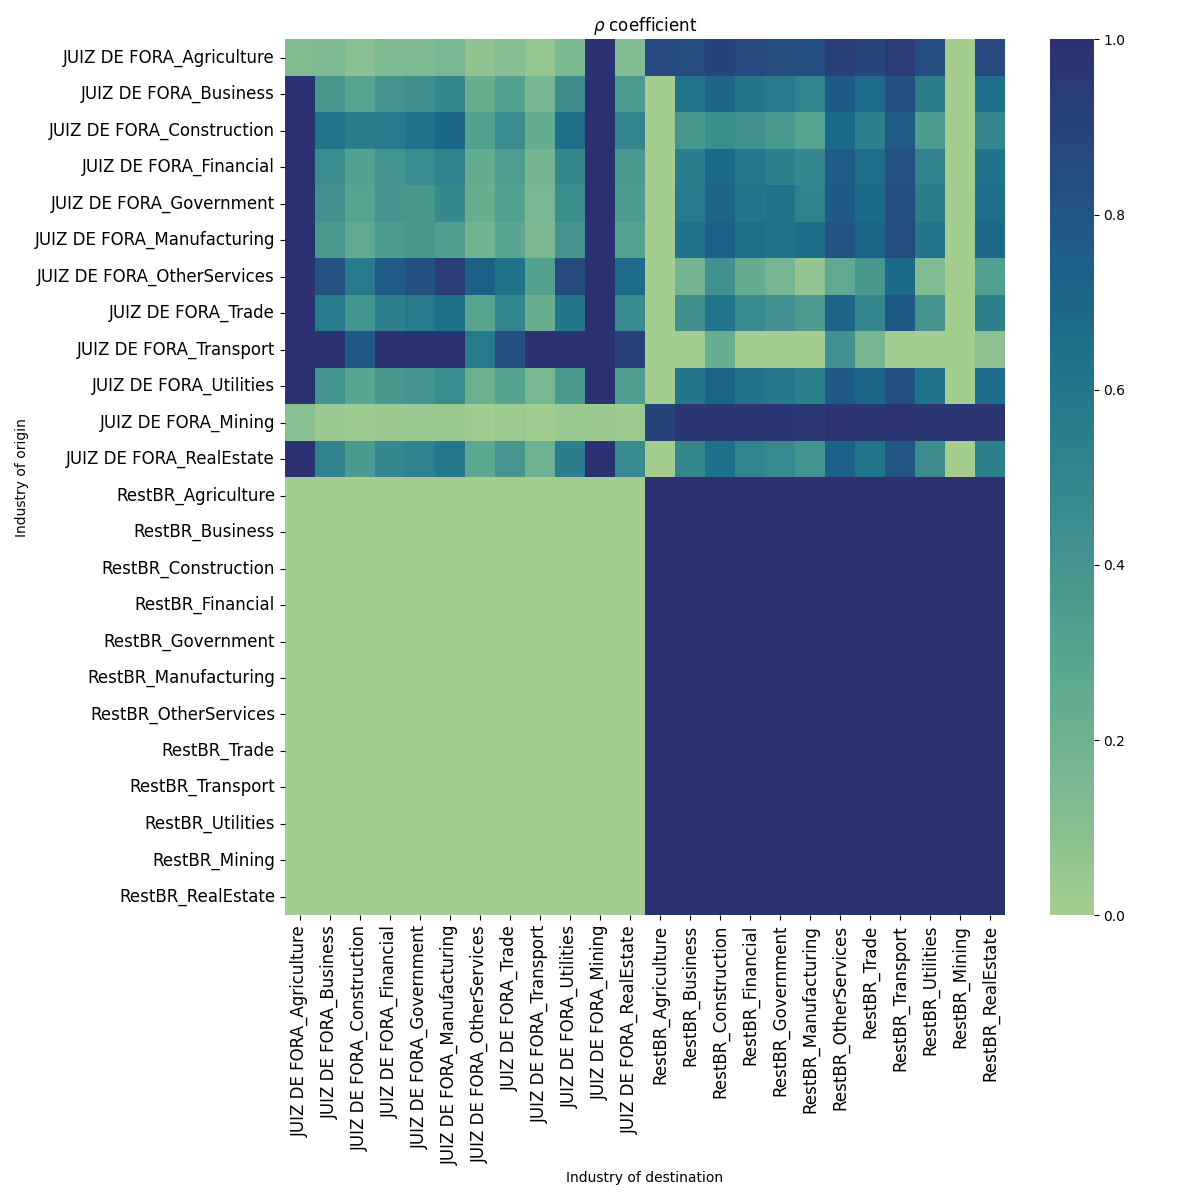 ρ coefficient
JUIZ DE FORA_Agriculture
JUIZ DE FORA_Business
JUIZ DE FORA_Construction
JUIZ DE FORA_Financial
JUIZ DE FORA_Government
JUIZ DE FORA_Manufacturing
JUIZ DE FORA_OtherServices
JUIZ DE FORA_Trade
JUIZ DE FORA_Transport
JUIZ DE FORA_Utilities
JUIZ DE FORA_Mining
JUIZ DE FORA_RealEstate
RestBR_Agriculture
RestBR_Business
RestBR_Construction
RestBR_Financial
RestBR_Government
RestBR_Manufacturing
RestBR_OtherServices
RestBR_Trade
RestBR_Transport
RestBR_Utilities
RestBR_Mining
RestBR_RealEstate
Industry of origin
JUIZ DE FORA_Agriculture
JUIZ DE FORA_Business
JUIZ DE FORA_Construction
JUIZ DE FORA_Financial
JUIZ DE FORA_Government
JUIZ DE FORA_Manufacturing
JUIZ DE FORA_OtherServices
JUIZ DE FORA_Trade
JUIZ DE FORA_Transport
JUIZ DE FORA_Utilities
JUIZ DE FORA_Mining
JUIZ DE FORA_RealEstate
RestBR_Agriculture
RestBR_Business
RestBR_Construction
RestBR_Financial
RestBR_Government
RestBR_Manufacturing
RestBR_OtherServices
RestBR_Trade
RestBR_Transport
RestBR_Utilities
RestBR_Mining
RestBR_RealEstate
Industry of destination
1.0
0.8
0.6
0.4
0.2
0.0